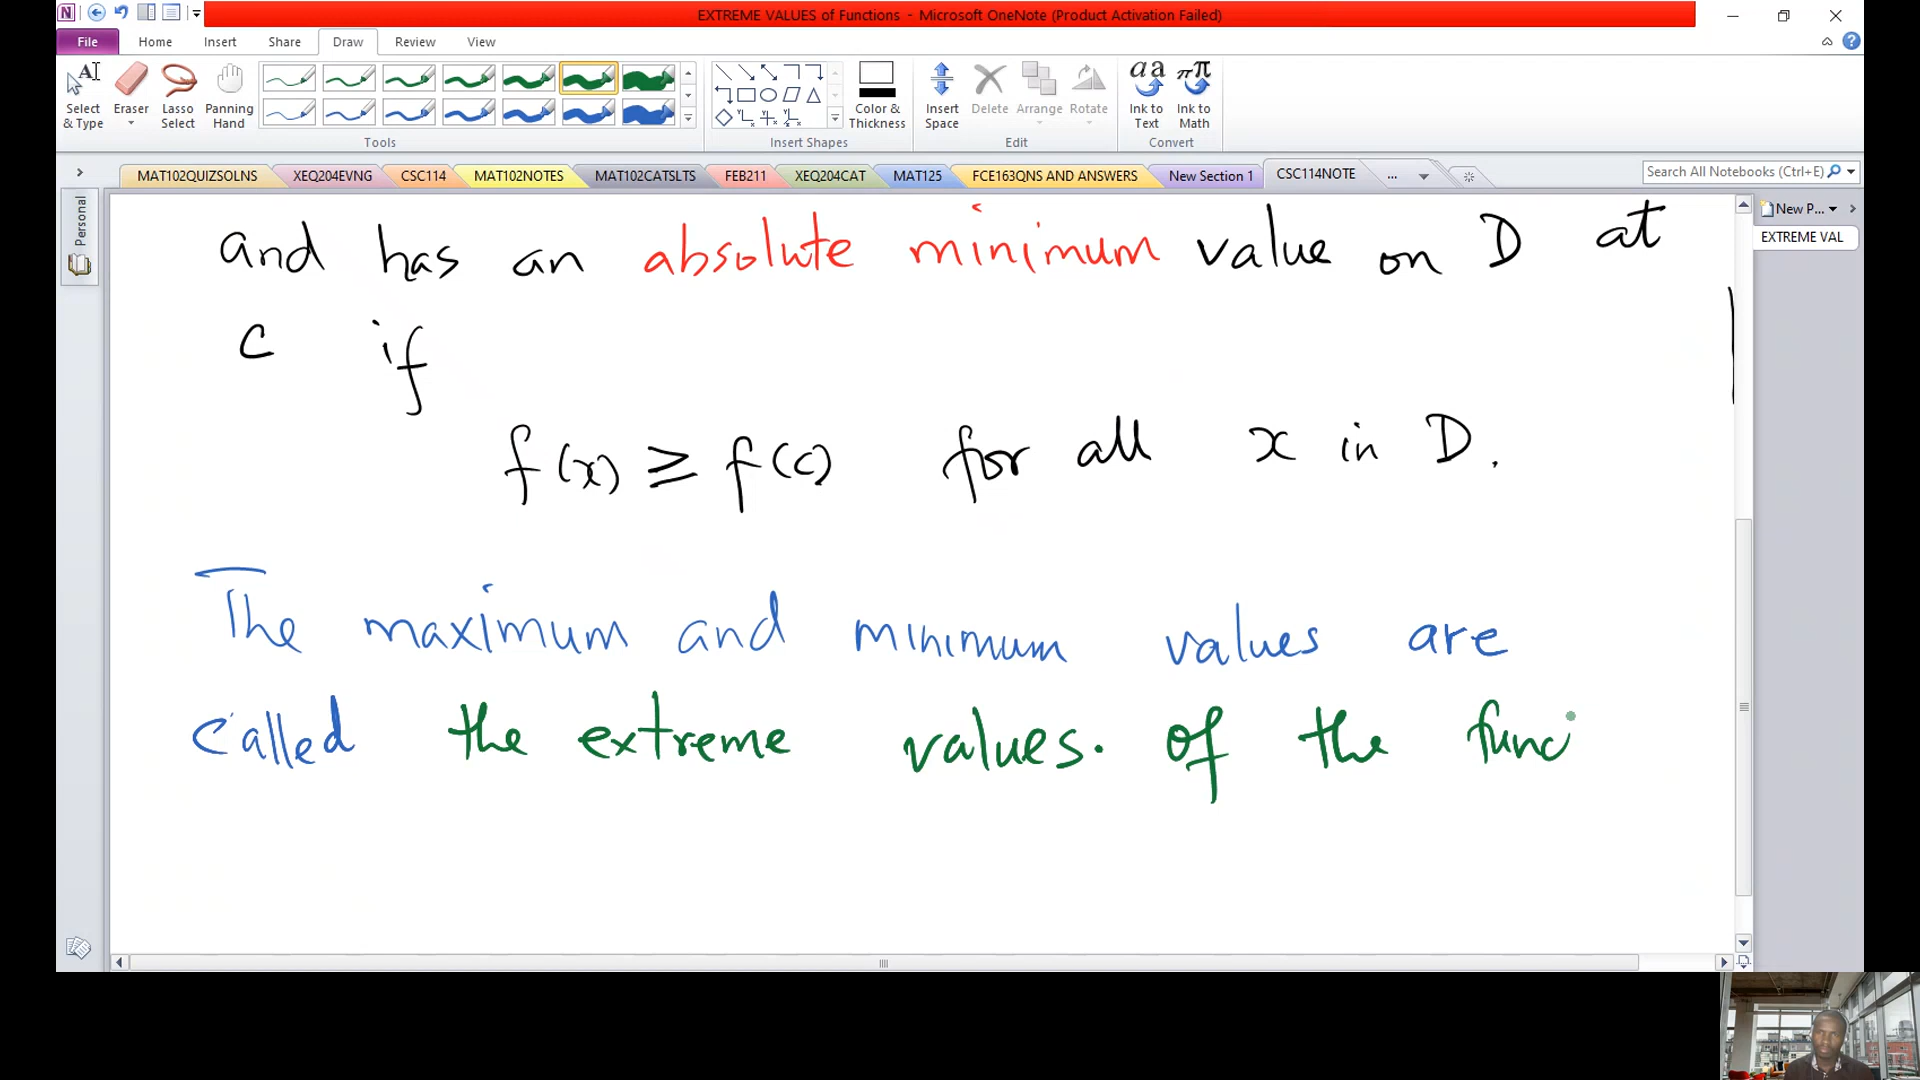 EXTREME VALUES of Functions - Microsoft OneNote (Product Activation Failed)
File Home Insert Share Draw Review View
Select & Type
Eraser
Lasso Select
Panning Hand
Color & Thickness
Insert Space
Delete
Arrange
Rotate
Ink to Text
Ink to Math
Tools Insert Shapes Edit Convert
MAT102QUIZSOLNS XEQ204EVNG CSC114 MAT102NOTES MAT102CATSLTS FEB211 XEQ204CAT MAT125 FCE163QNS AND ANSWERS New Section 1 CSC114NOTE ...
Search All Notebooks (Ctrl+E)
Personal
New P...
EXTREME VAL
and has an absolute minimum value on D at
c if
f(x) ≥ f(c) for all x in D.
The maximum and minimum values are
called the extreme values. of the func